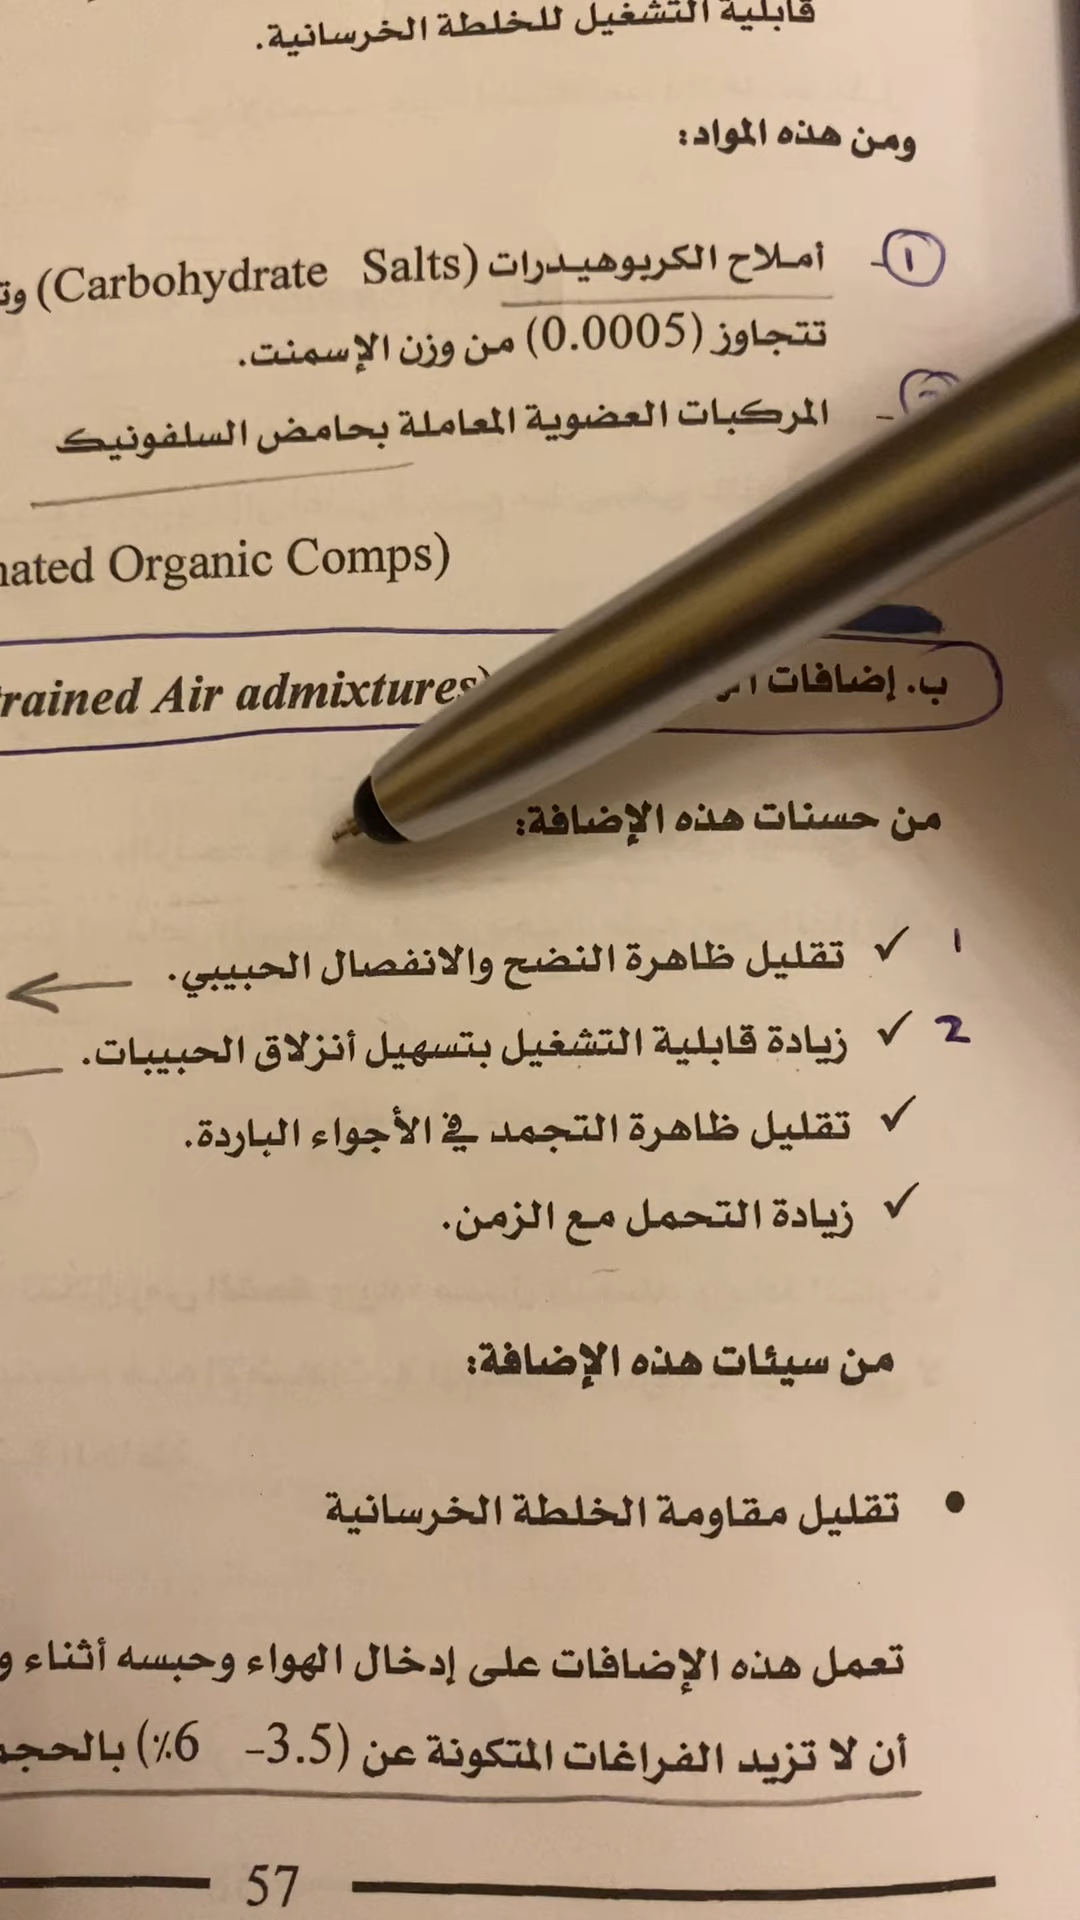 قابلية التشغيل للخلطة الخرسانية.
ومن هذه المواد:
١- أملاح الكربوهيدرات (Carbohydrate Salts)
تتجاوز (0.0005) من وزن الإسمنت.
- المركبات العضوية المعاملة بحامض السلفونيك
Organic Comps)
ب. إضافات Air admixtures)
من حسنات هذه الإضافة:
1 ✓ تقليل ظاهرة النضح والانفصال الحبيبي.
2 ✓ زيادة قابلية التشغيل بتسهيل أنزلاق الحبيبات.
✓ تقليل ظاهرة التجمد في الأجواء الباردة.
✓ زيادة التحمل مع الزمن.
من سيئات هذه الإضافة:
• تقليل مقاومة الخلطة الخرسانية
تعمل هذه الإضافات على إدخال الهواء وحبسه أثناء
أن لا تزيد الفراغات المتكونة عن (3.5- 6٪)
57